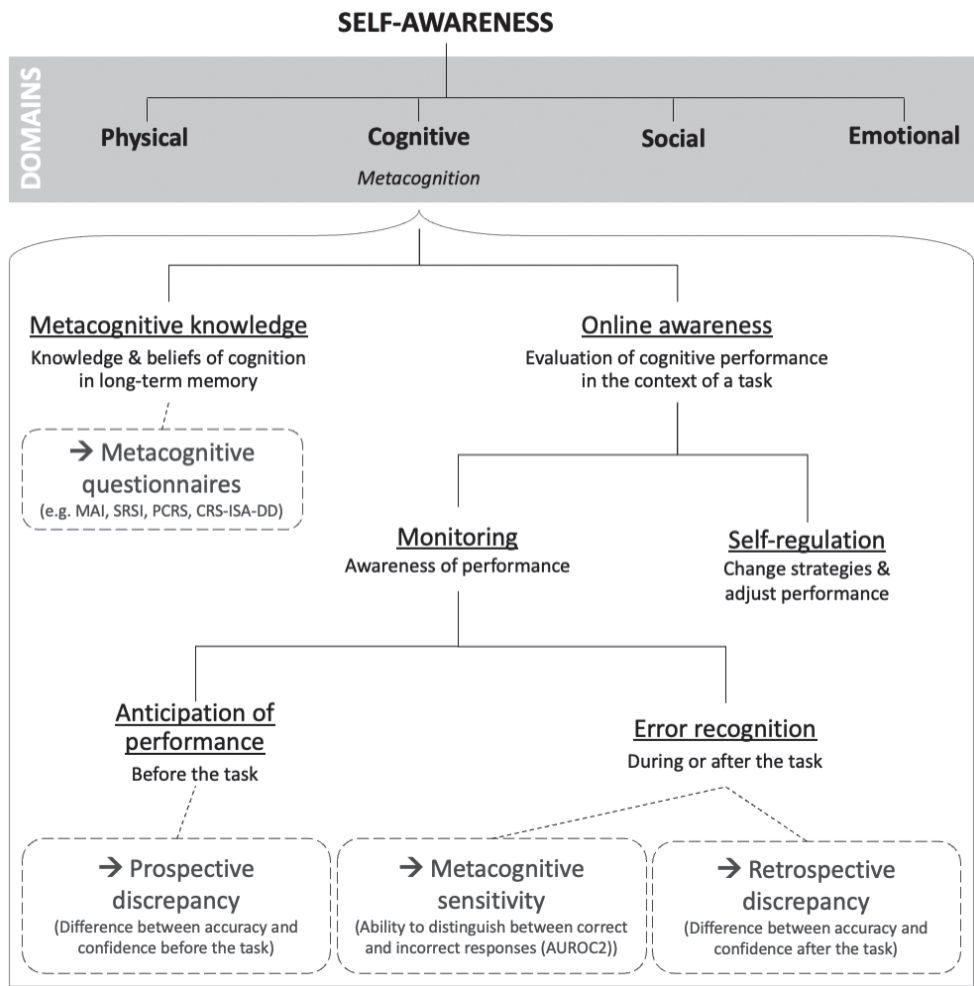 SELF-AWARENESS
DOMAINS
Physical
Cognitive
Social
Emotional
Metacognition
Metacognitive knowledge
Knowledge & beliefs of cognition
in long-term memory
→ Metacognitive
questionnaires
(e.g. MAI, SRSI, PCRS, CRS-ISA-DD)
Online awareness
Evaluation of cognitive performance
in the context of a task
Monitoring
Awareness of performance
Self-regulation
Change strategies &
adjust performance
Anticipation of
performance
Before the task
Error recognition
During or after the task
→ Prospective
discrepancy
(Difference between accuracy and
confidence before the task)
→ Metacognitive
sensitivity
(Ability to distinguish between correct
and incorrect responses (AUROC2))
→ Retrospective
discrepancy
(Difference between accuracy and
confidence after the task)